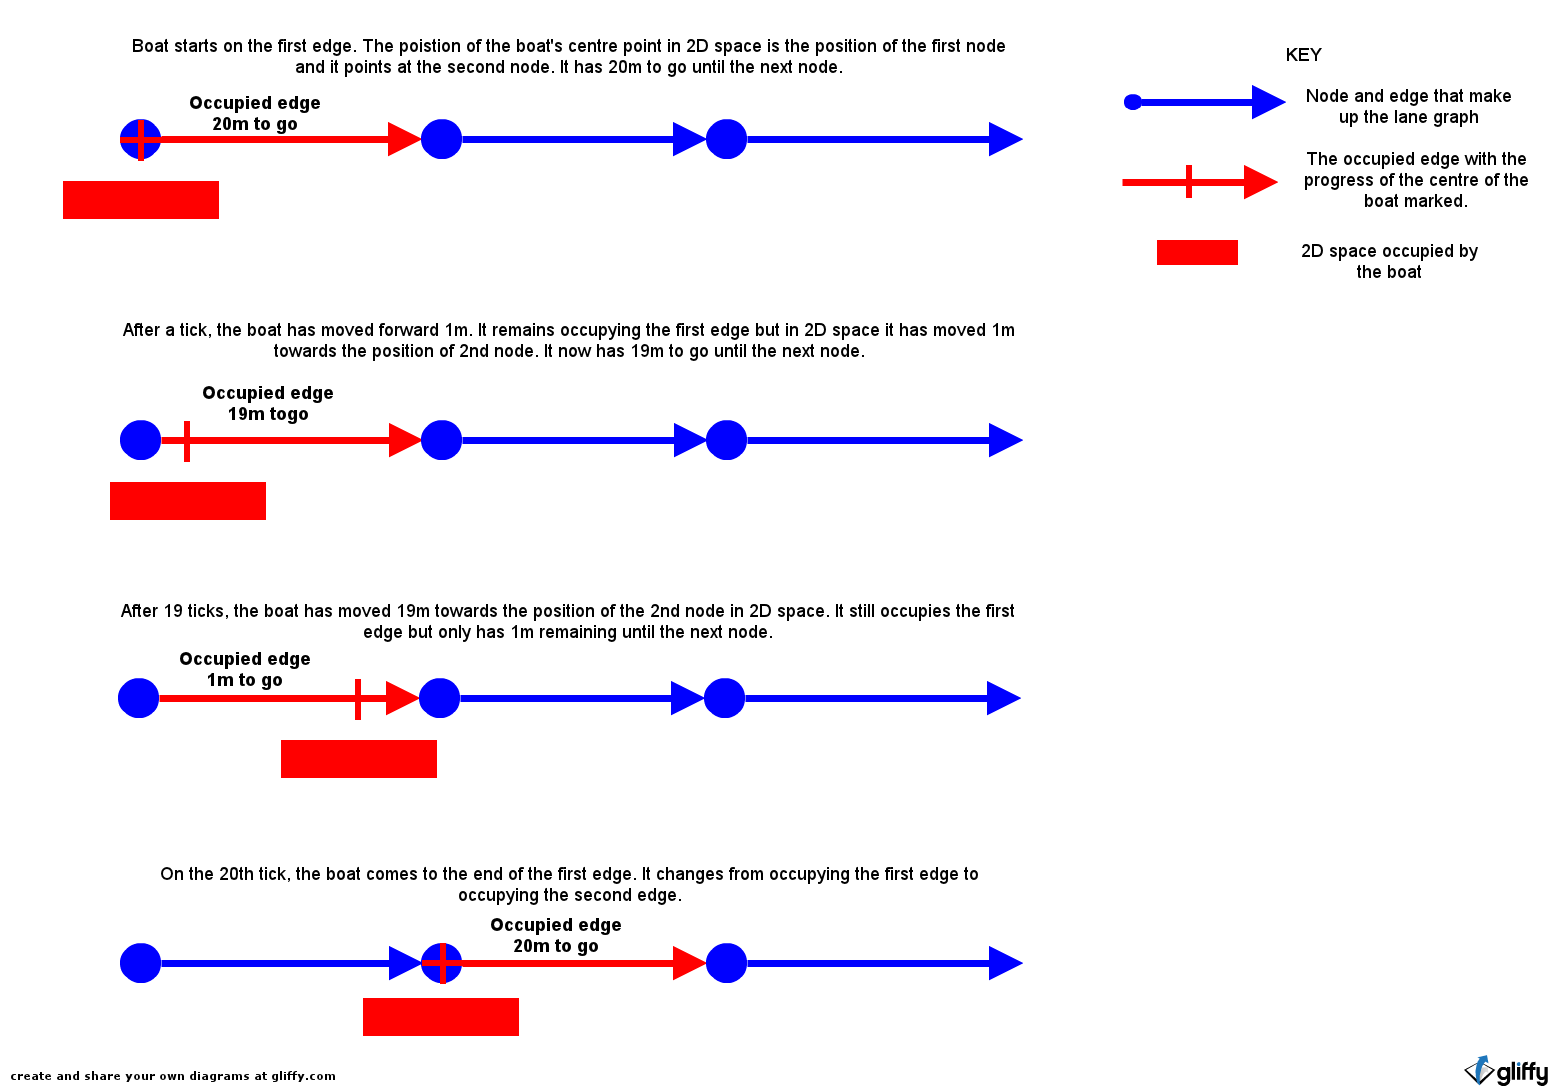 Boat starts on the first edge. The poistion of the boat's centre point in 2D space is the position of the first node
and it points at the second node. It has 20m to go until the next node.
Occupied edge
20m to go
KEY
Node and edge that make
up the lane graph
The occupied edge with the
progress of the centre of the
boat marked.
2D space occupied by
the boat
After a tick, the boat has moved forward 1m. It remains occupying the first edge but in 2D space it has moved 1m
towards the position of 2nd node. It now has 19m to go until the next node.
Occupied edge
19m togo
After 19 ticks, the boat has moved 19m towards the position of the 2nd node in 2D space. It still occupies the first
edge but only has 1m remaining until the next node.
Occupied edge
1m to go
On the 20th tick, the boat comes to the end of the first edge. It changes from occupying the first edge to
occupying the second edge.
Occupied edge
20m to go
create and share your own diagrams at gliffy.com
gliffy